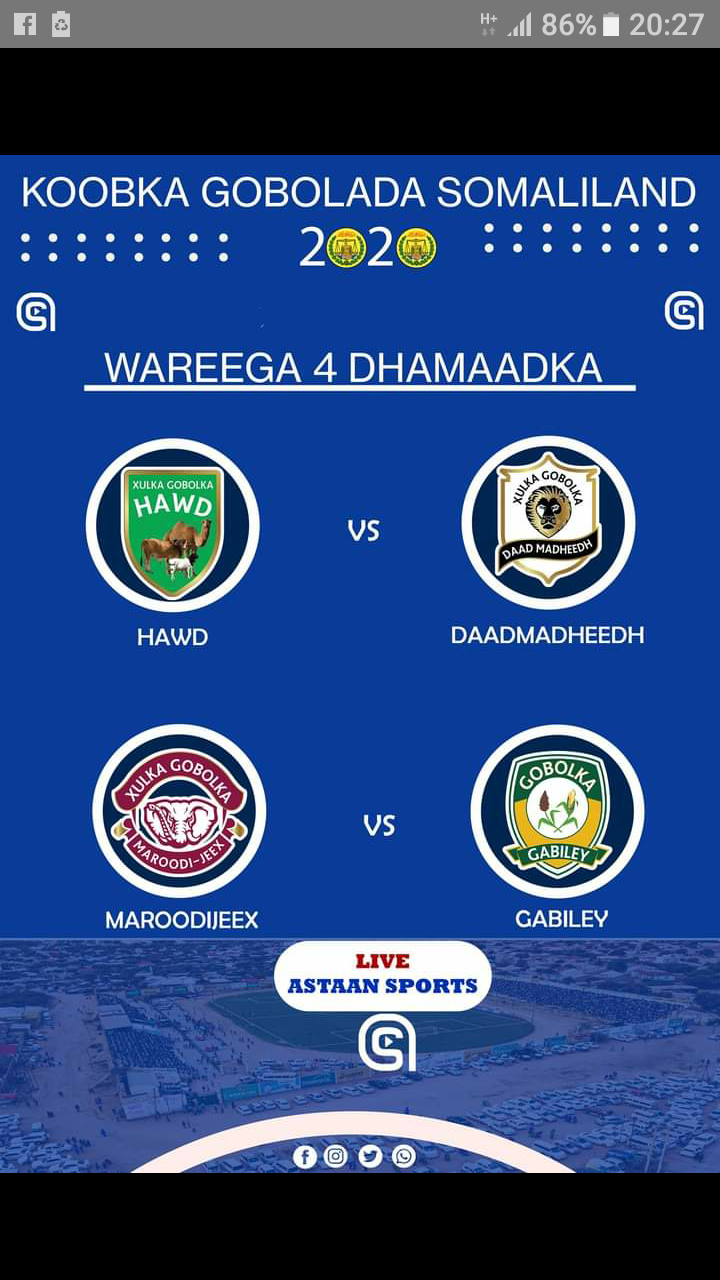 H+ 86% 20:27
KOOBKA GOBOLADA SOMALILAND
2020
WAREEGA 4 DHAMAADKA
XULKA GOBOLKA
HAWD
XULKA GOBOLKA
DAAD MADHEEDH
VS
HAWD
DAADMADHEEDH
XULKA GOBOLKA
MAROODI-JEEX
GOBOLKA
GABILEY
VS
MAROODIJEEX
GABILEY
LIVE
ASTAAN SPORTS